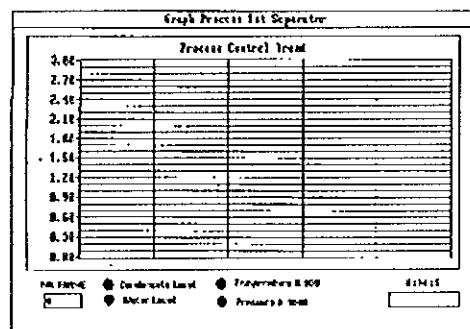 Graph Process 1st Separator
Process Control Trend
3.00
2.70
2.40
2.10
1.80
1.50
1.20
0.90
0.60
0.30
0.00
Condensate Level
Temperature
Water Level
Pressure